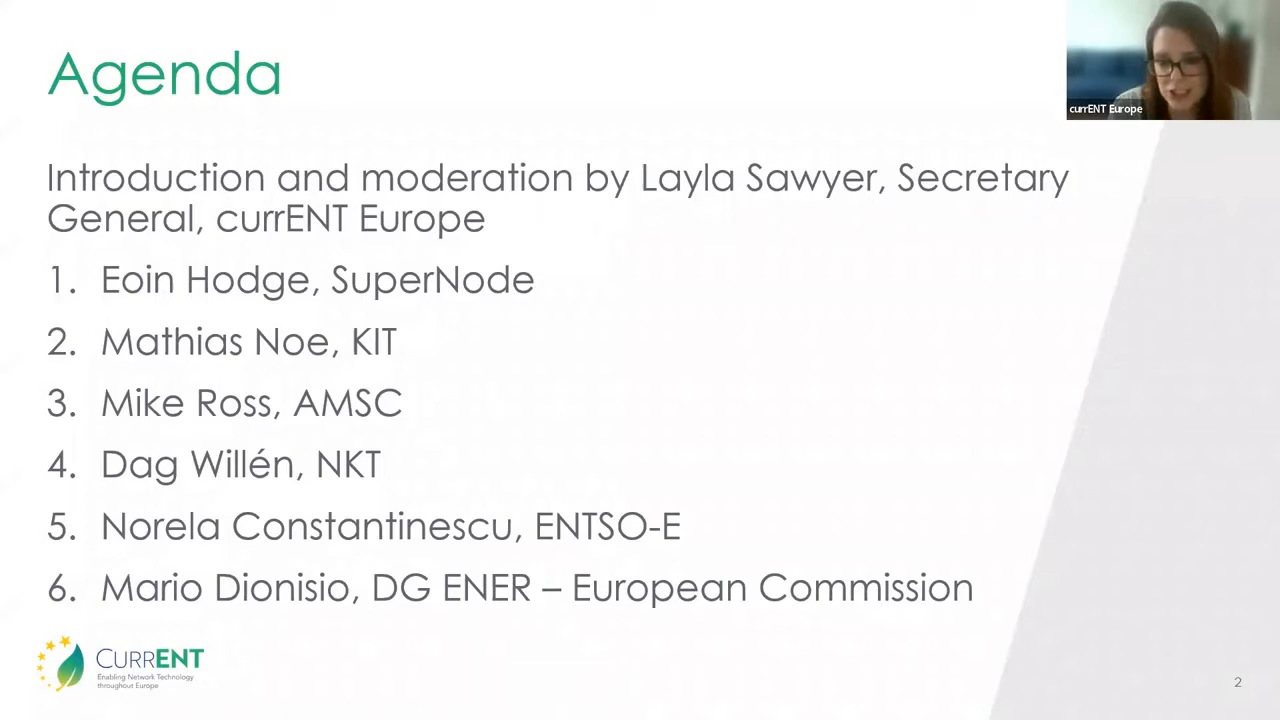 Agenda
currENT Europe
Introduction and moderation by Layla Sawyer, Secretary
General, currENT Europe
1. Eoin Hodge, SuperNode
2. Mathias Noe, KIT
3. Mike Ross, AMSC
4. Dag Willén, NKT
5. Norela Constantinescu, ENTSO-E
6. Mario Dionisio, DG ENER – European Commission
CURRENT
Enabling Network Technology
throughout Europe
2